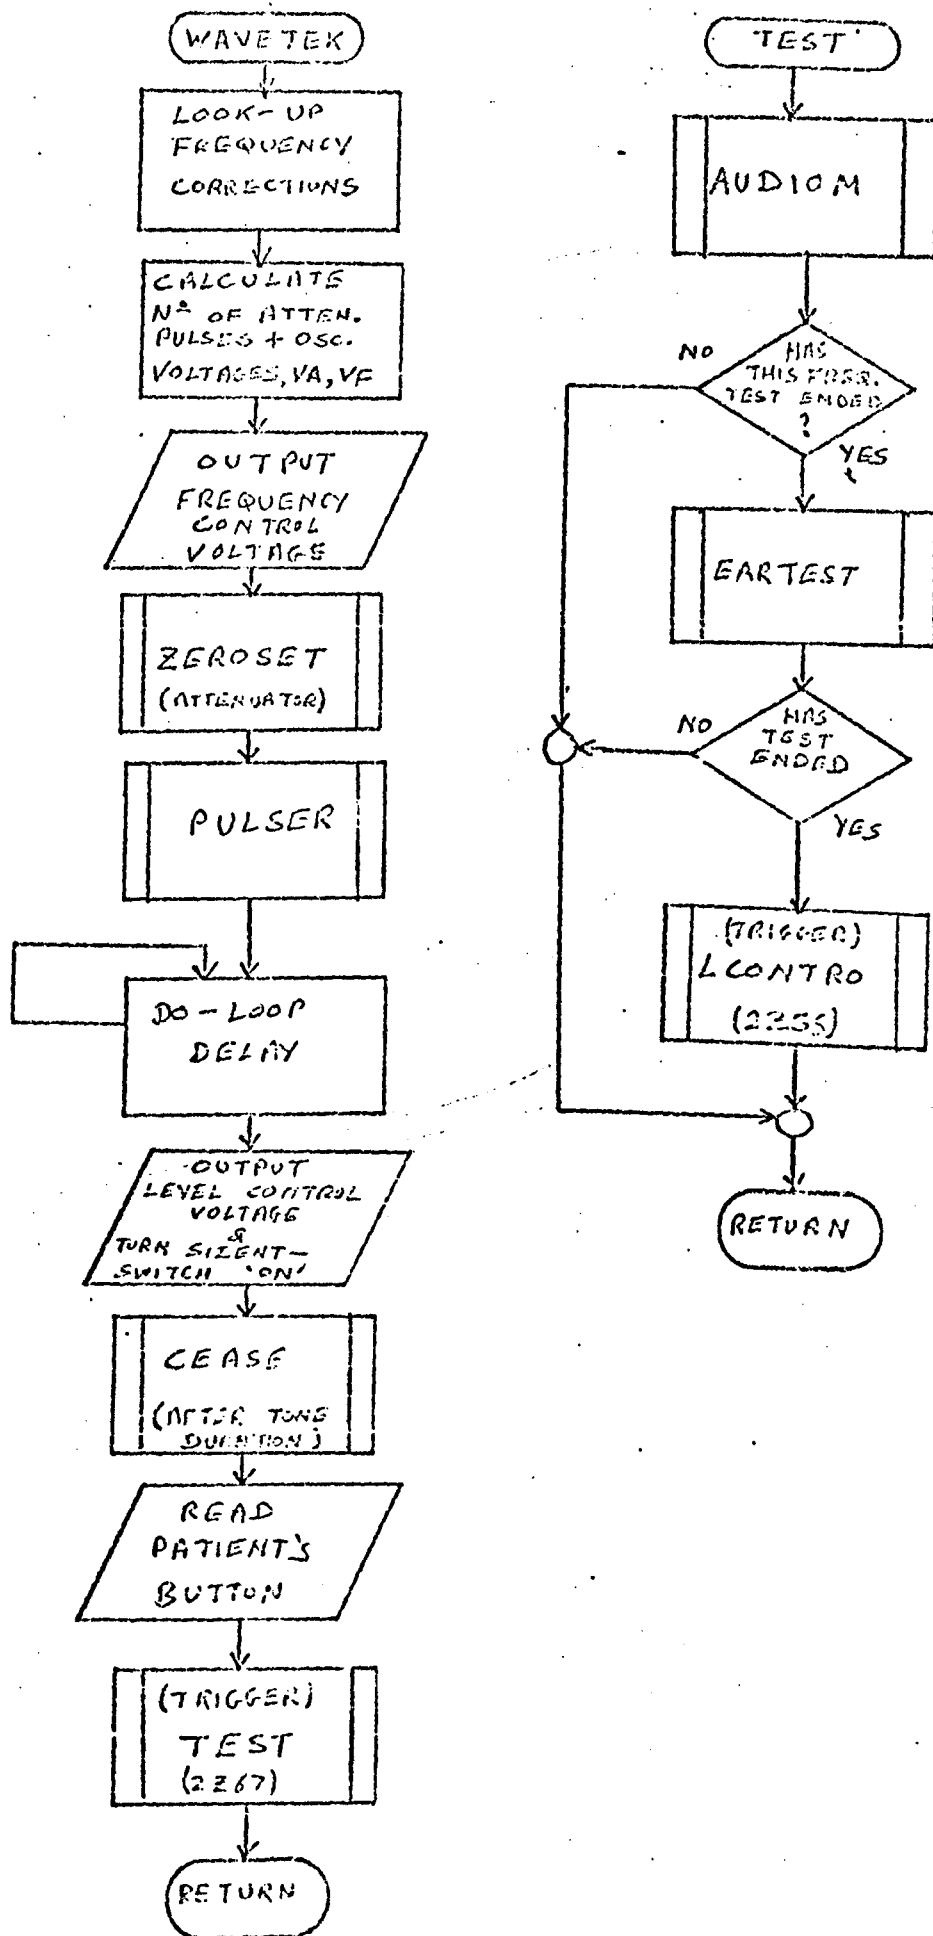 WAVETEK
LOOK-UP
FREQUENCY
CORRECTIONS
CALCULATE
Nº OF ATTEN.
PULSES + OSC.
VOLTAGES, VA, VF
OUTPUT
FREQUENCY
CONTROL
VOLTAGE
ZEROSET
(ATTENUATOR)
PULSER
DO-LOOP
DELAY
OUTPUT
LEVEL CONTROL
VOLTAGE
&
TURN SILENT-
SWITCH 'ON'
CEASE
(AFTER TONE
DURATION)
READ
PATIENT'S
BUTTON
(TRIGGER)
TEST
(2Z67)
RETURN
TEST
AUDIOM
HAS
THIS FREQ.
TEST ENDED
?
NO
YES
EARTEST
HAS
TEST
ENDED
NO
YES
(TRIGGER)
LCONTRO
RETURN